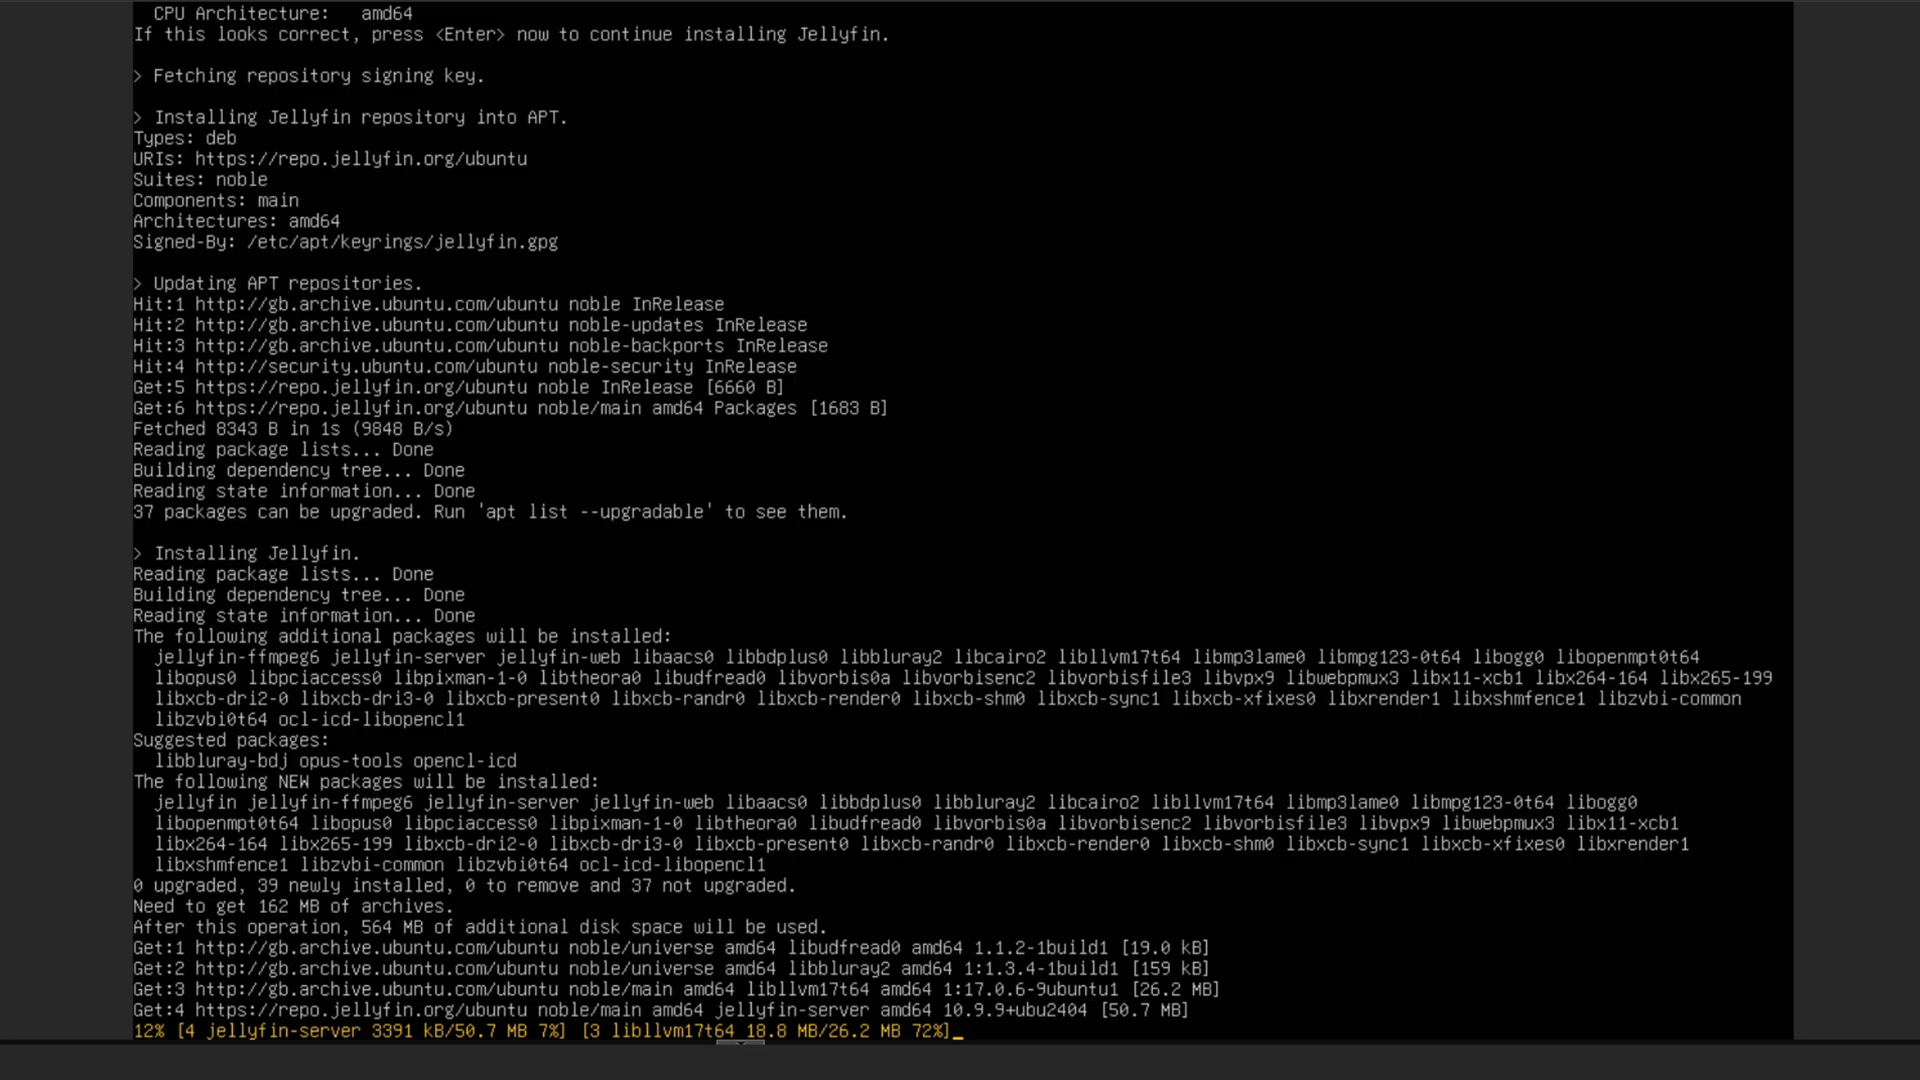 CPU Architecture:   amd64
If this looks correct, press <Enter> now to continue installing Jellyfin.
> Fetching repository signing key.
> Installing Jellyfin repository into APT.
Types: deb
URIs: https://repo.jellyfin.org/ubuntu
Suites: noble
Components: main
Architectures: amd64
Signed-By: /etc/apt/keyrings/jellyfin.gpg
> Updating APT repositories.
Hit:1 http://gb.archive.ubuntu.com/ubuntu noble InRelease
Hit:2 http://gb.archive.ubuntu.com/ubuntu noble-updates InRelease
Hit:3 http://gb.archive.ubuntu.com/ubuntu noble-backports InRelease
Hit:4 http://security.ubuntu.com/ubuntu noble-security InRelease
Get:5 https://repo.jellyfin.org/ubuntu noble InRelease [6660 B]
Get:6 https://repo.jellyfin.org/ubuntu noble/main amd64 Packages [1683 B]
Fetched 8343 B in 1s (9848 B/s)
Reading package lists... Done
Building dependency tree... Done
Reading state information... Done
37 packages can be upgraded. Run 'apt list --upgradable' to see them.
> Installing Jellyfin.
Reading package lists... Done
Building dependency tree... Done
Reading state information... Done
The following additional packages will be installed:
  jellyfin-ffmpeg6 jellyfin-server jellyfin-web libaacs0 libbdplus0 libbluray2 libcairo2 libllvm17t64 libmp3lame0 libmpg123-0t64 libogg0 libopenmpt0t64
  libopus0 libpciaccess0 libpixman-1-0 libtheora0 libudfread0 libvorbis0a libvorbisenc2 libvorbisfile3 libvpx9 libwebpmux3 libx11-xcb1 libx264-164 libx265-199
  libxcb-dri2-0 libxcb-dri3-0 libxcb-present0 libxcb-randr0 libxcb-render0 libxcb-shm0 libxcb-sync1 libxcb-xfixes0 libxrender1 libxshmfence1 libzvbi-common
  libzvbi0t64 ocl-icd-libopencl1
Suggested packages:
  libbluray-bdj opus-tools opencl-icd
The following NEW packages will be installed:
  jellyfin jellyfin-ffmpeg6 jellyfin-server jellyfin-web libaacs0 libbdplus0 libbluray2 libcairo2 libllvm17t64 libmp3lame0 libmpg123-0t64 libogg0
  libopenmpt0t64 libopus0 libpciaccess0 libpixman-1-0 libtheora0 libudfread0 libvorbis0a libvorbisenc2 libvorbisfile3 libvpx9 libwebpmux3 libx11-xcb1
  libx264-164 libx265-199 libxcb-dri2-0 libxcb-dri3-0 libxcb-present0 libxcb-randr0 libxcb-render0 libxcb-shm0 libxcb-sync1 libxcb-xfixes0 libxrender1
  libxshmfence1 libzvbi-common libzvbi0t64 ocl-icd-libopencl1
0 upgraded, 39 newly installed, 0 to remove and 37 not upgraded.
Need to get 162 MB of archives.
After this operation, 564 MB of additional disk space will be used.
Get:1 http://gb.archive.ubuntu.com/ubuntu noble/universe amd64 libudfread0 amd64 1.1.2-1build1 [19.0 kB]
Get:2 http://gb.archive.ubuntu.com/ubuntu noble/universe amd64 libbluray2 amd64 1:1.3.4-1build1 [159 kB]
Get:3 http://gb.archive.ubuntu.com/ubuntu noble/main amd64 libllvm17t64 amd64 1:17.0.6-9ubuntu1 [26.2 MB]
Get:4 https://repo.jellyfin.org/ubuntu noble/main amd64 jellyfin-server amd64 10.9.9+ubu2404 [50.7 MB]
12% [4 jellyfin-server 3391 kB/50.7 MB 7%] [3 libllvm17t64 18.8 MB/26.2 MB 72%]_